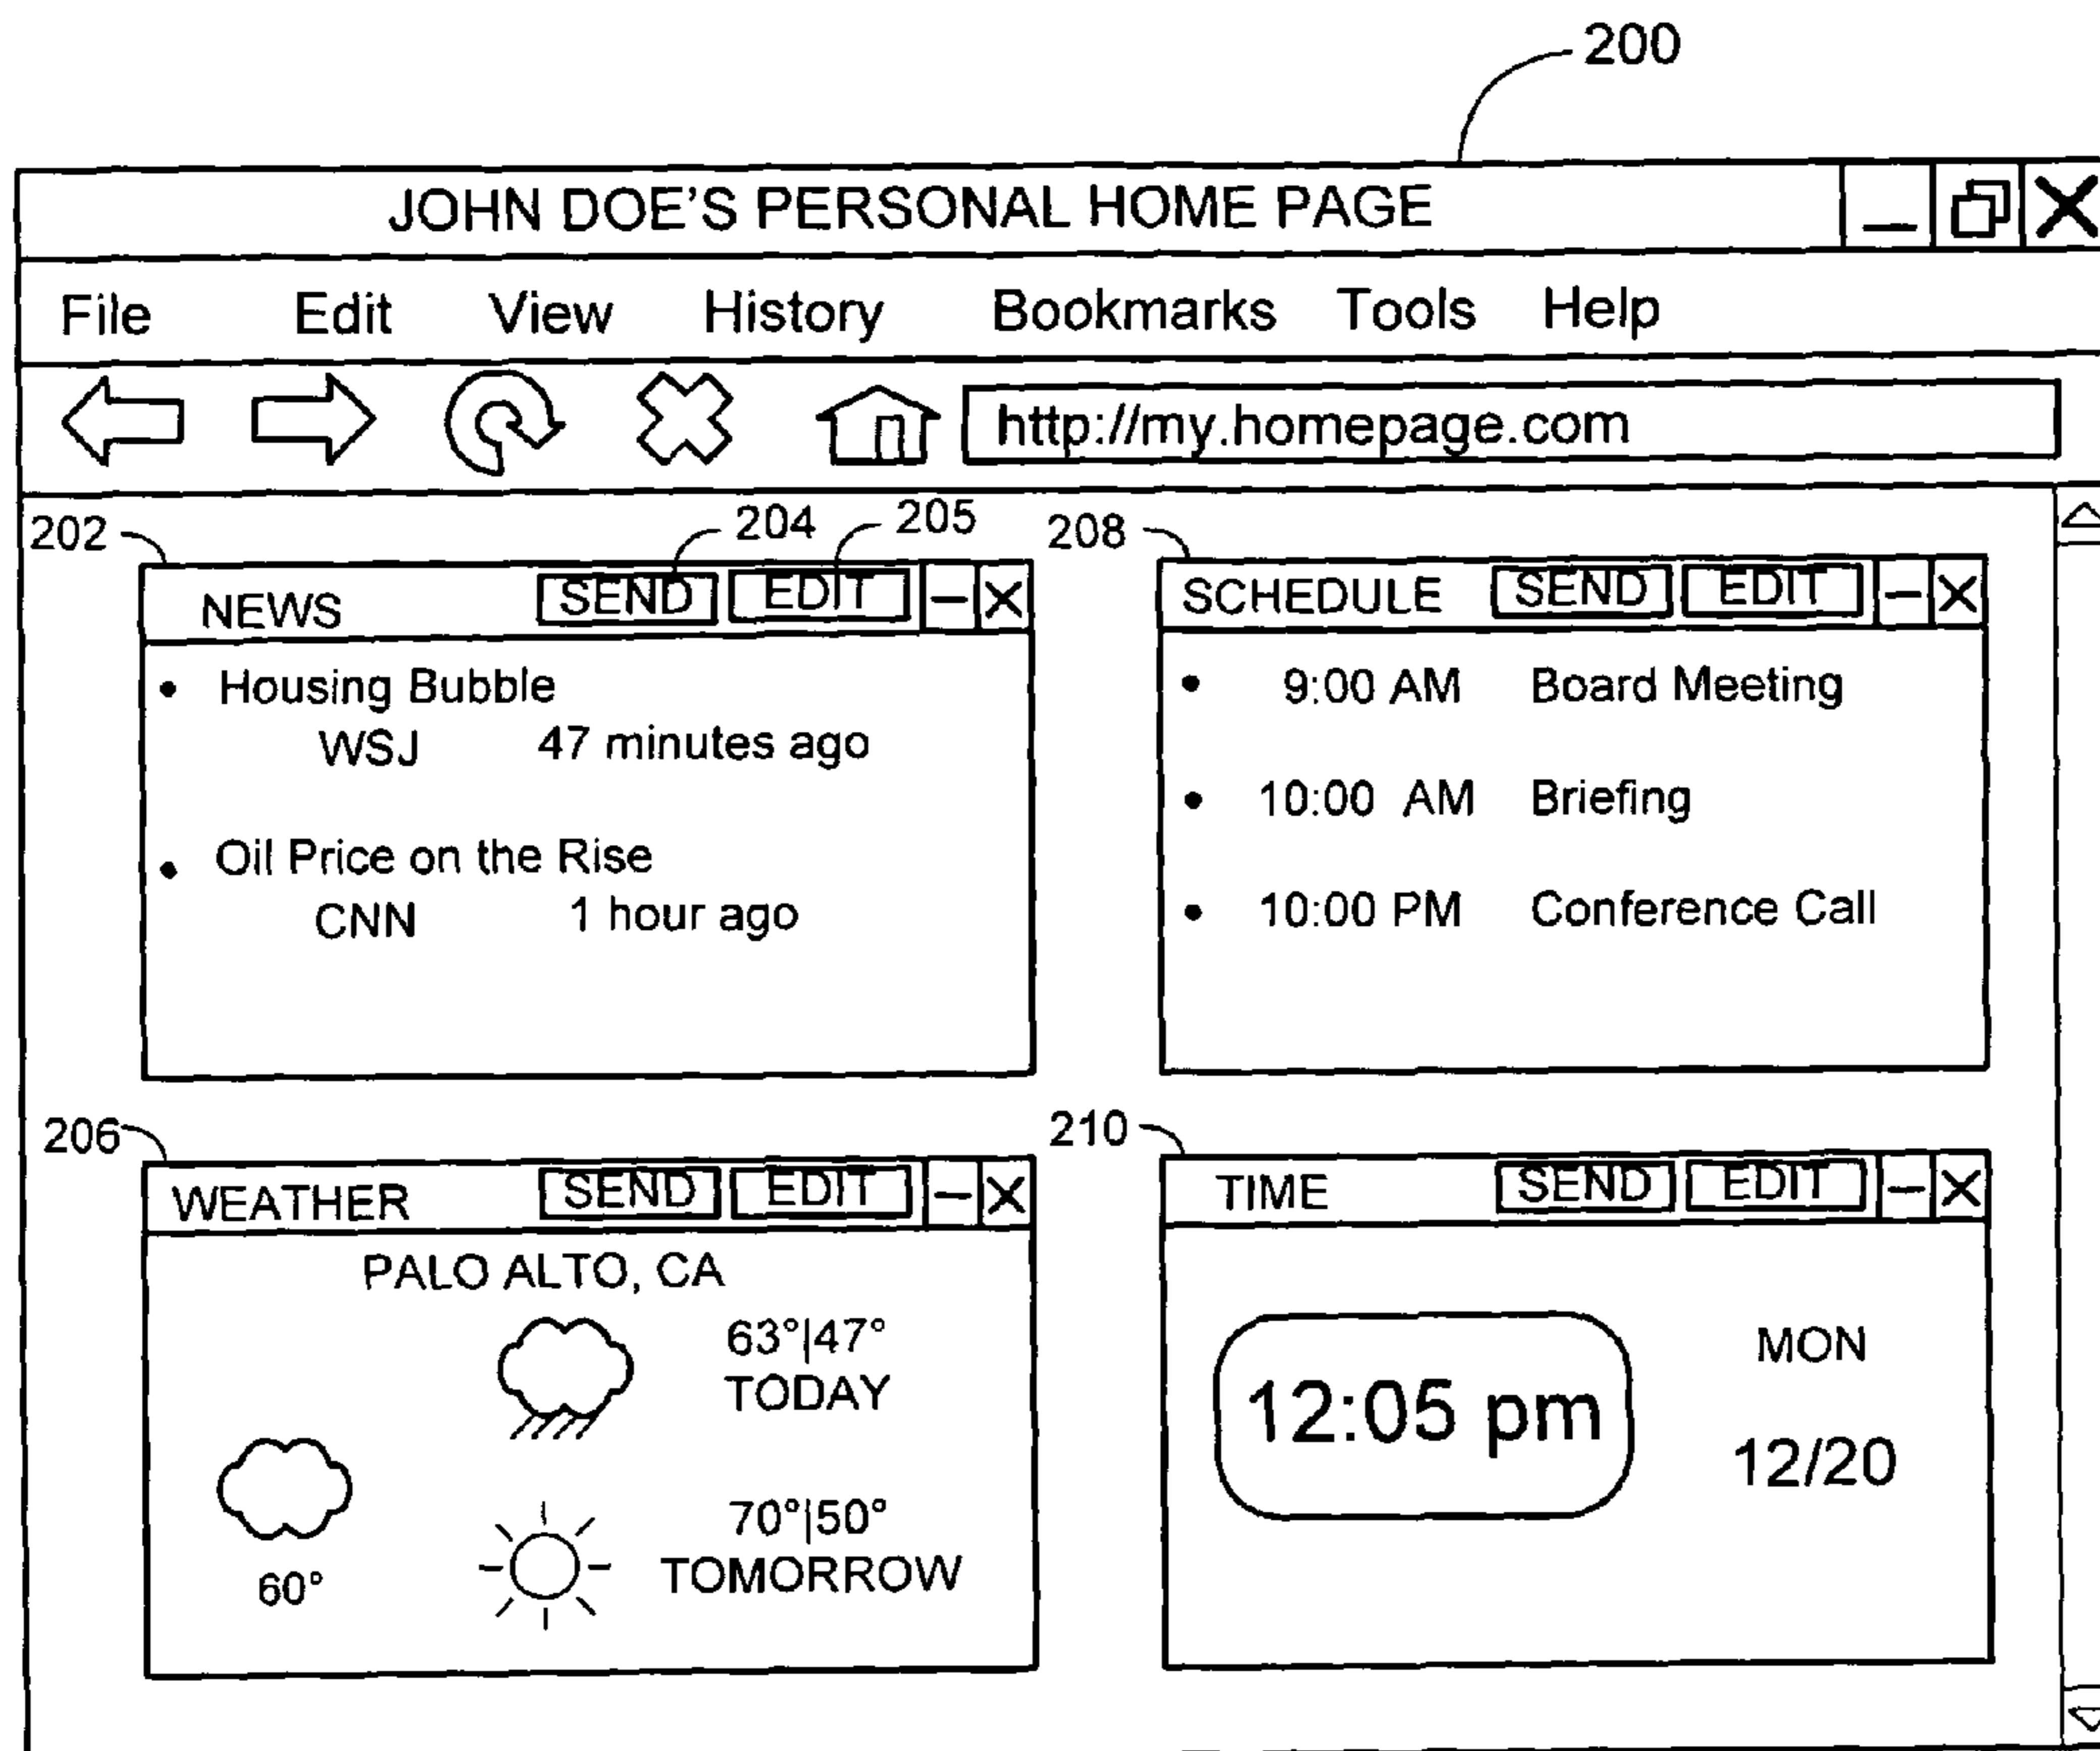 200
JOHN DOE'S PERSONAL HOME PAGE
File Edit View History Bookmarks Tools Help
http://my.homepage.com
202 204 205
NEWS SEND EDIT
Housing Bubble
WSJ 47 minutes ago
Oil Price on the Rise
CNN 1 hour ago
208
SCHEDULE SEND EDIT
9:00 AM Board Meeting
10:00 AM Briefing
10:00 PM Conference Call
206
WEATHER SEND EDIT
PALO ALTO, CA
63°|47°
TODAY
60°
70°|50°
TOMORROW
210
TIME SEND EDIT
12:05 pm
MON
12/20